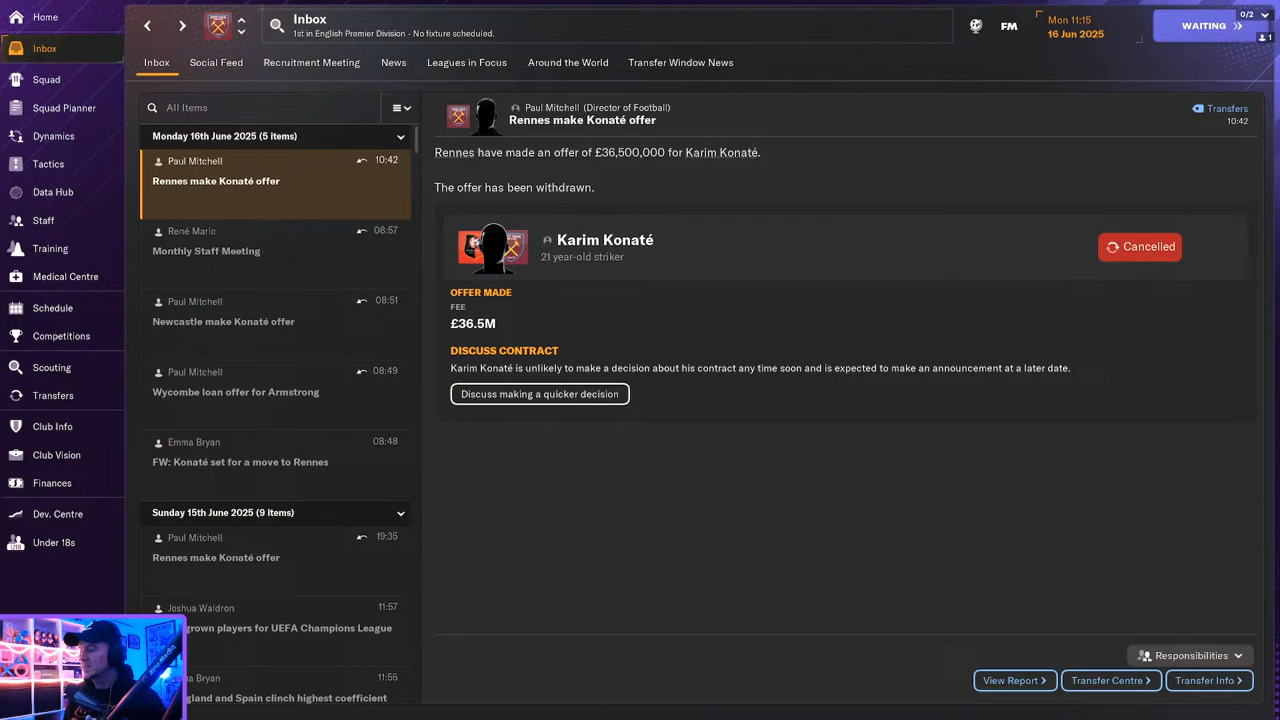 Home
Inbox
Squad
Squad Planner
Dynamics
Tactics
Data Hub
Staff
Training
Medical Centre
Schedule
Competitions
Scouting
Transfers
Club Info
Club Vision
Finances
Dev. Centre
Under 18s
Inbox
1st in English Premier Division - No fixture scheduled.
FM
Mon 11:15
16 Jun 2025
WAITING
0/2
1
Inbox
Social Feed
Recruitment Meeting
News
Leagues in Focus
Around the World
Transfer Window News
All Items
Monday 16th June 2025 (5 items)
Paul Mitchell
10:42
Rennes make Konaté offer
René Maric
08:57
Monthly Staff Meeting
Paul Mitchell
08:51
Newcastle make Konaté offer
Paul Mitchell
08:49
Wycombe loan offer for Armstrong
Emma Bryan
08:48
FW: Konaté set for a move to Rennes
Sunday 15th June 2025 (9 items)
Paul Mitchell
19:35
Rennes make Konaté offer
Joshua Waldron
11:57
grown players for UEFA Champions League
Bryan
11:55
and Spain clinch highest coefficient
Paul Mitchell (Director of Football)
Rennes make Konaté offer
Transfers
10:42
Rennes have made an offer of £36,500,000 for Karim Konaté.
The offer has been withdrawn.
Karim Konaté
21 year-old striker
Cancelled
OFFER MADE
FEE
£36.5M
DISCUSS CONTRACT
Karim Konaté is unlikely to make a decision about his contract any time soon and is expected to make an announcement at a later date.
Discuss making a quicker decision
Responsibilities
View Report
Transfer Centre
Transfer Info